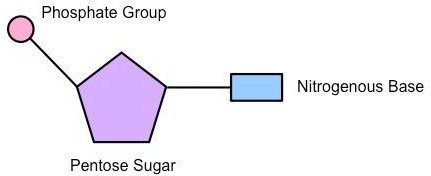 Phosphate Group
Nitrogenous Base
Pentose Sugar